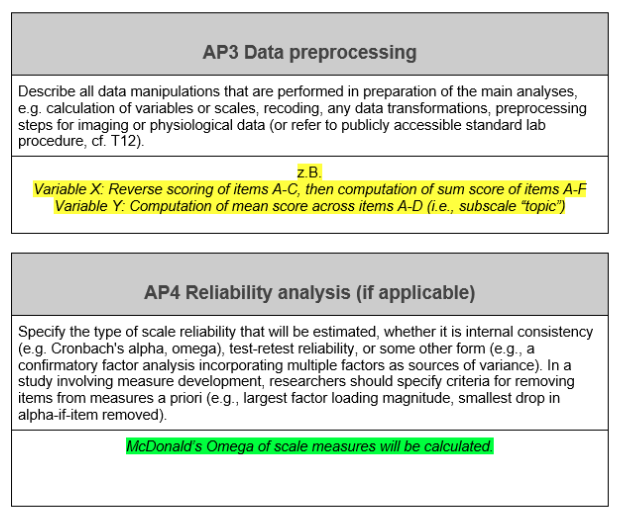 AP3 Data preprocessing
Describe all data manipulations that are performed in preparation of the main analyses,
e.g. calculation of variables or scales, recoding, any data transformations, preprocessing
steps for imaging or physiological data (or refer to publicly accessible standard lab
procedure, cf. T12).
z.B.
Variable X: Reverse scoring of items A-C, then computation of sum score of items A-F
Variable Y: Computation of mean score across items A-D (i.e., subscale “topic”)
AP4 Reliability analysis (if applicable)
Specify the type of scale reliability that will be estimated, whether it is internal consistency
(e.g. Cronbach's alpha, omega), test-retest reliability, or some other form (e.g., a
confirmatory factor analysis incorporating multiple factors as sources of variance). In a
study involving measure development, researchers should specify criteria for removing
items from measures a priori (e.g., largest factor loading magnitude, smallest drop in
alpha-if-item removed).
McDonald’s Omega of scale measures will be calculated.